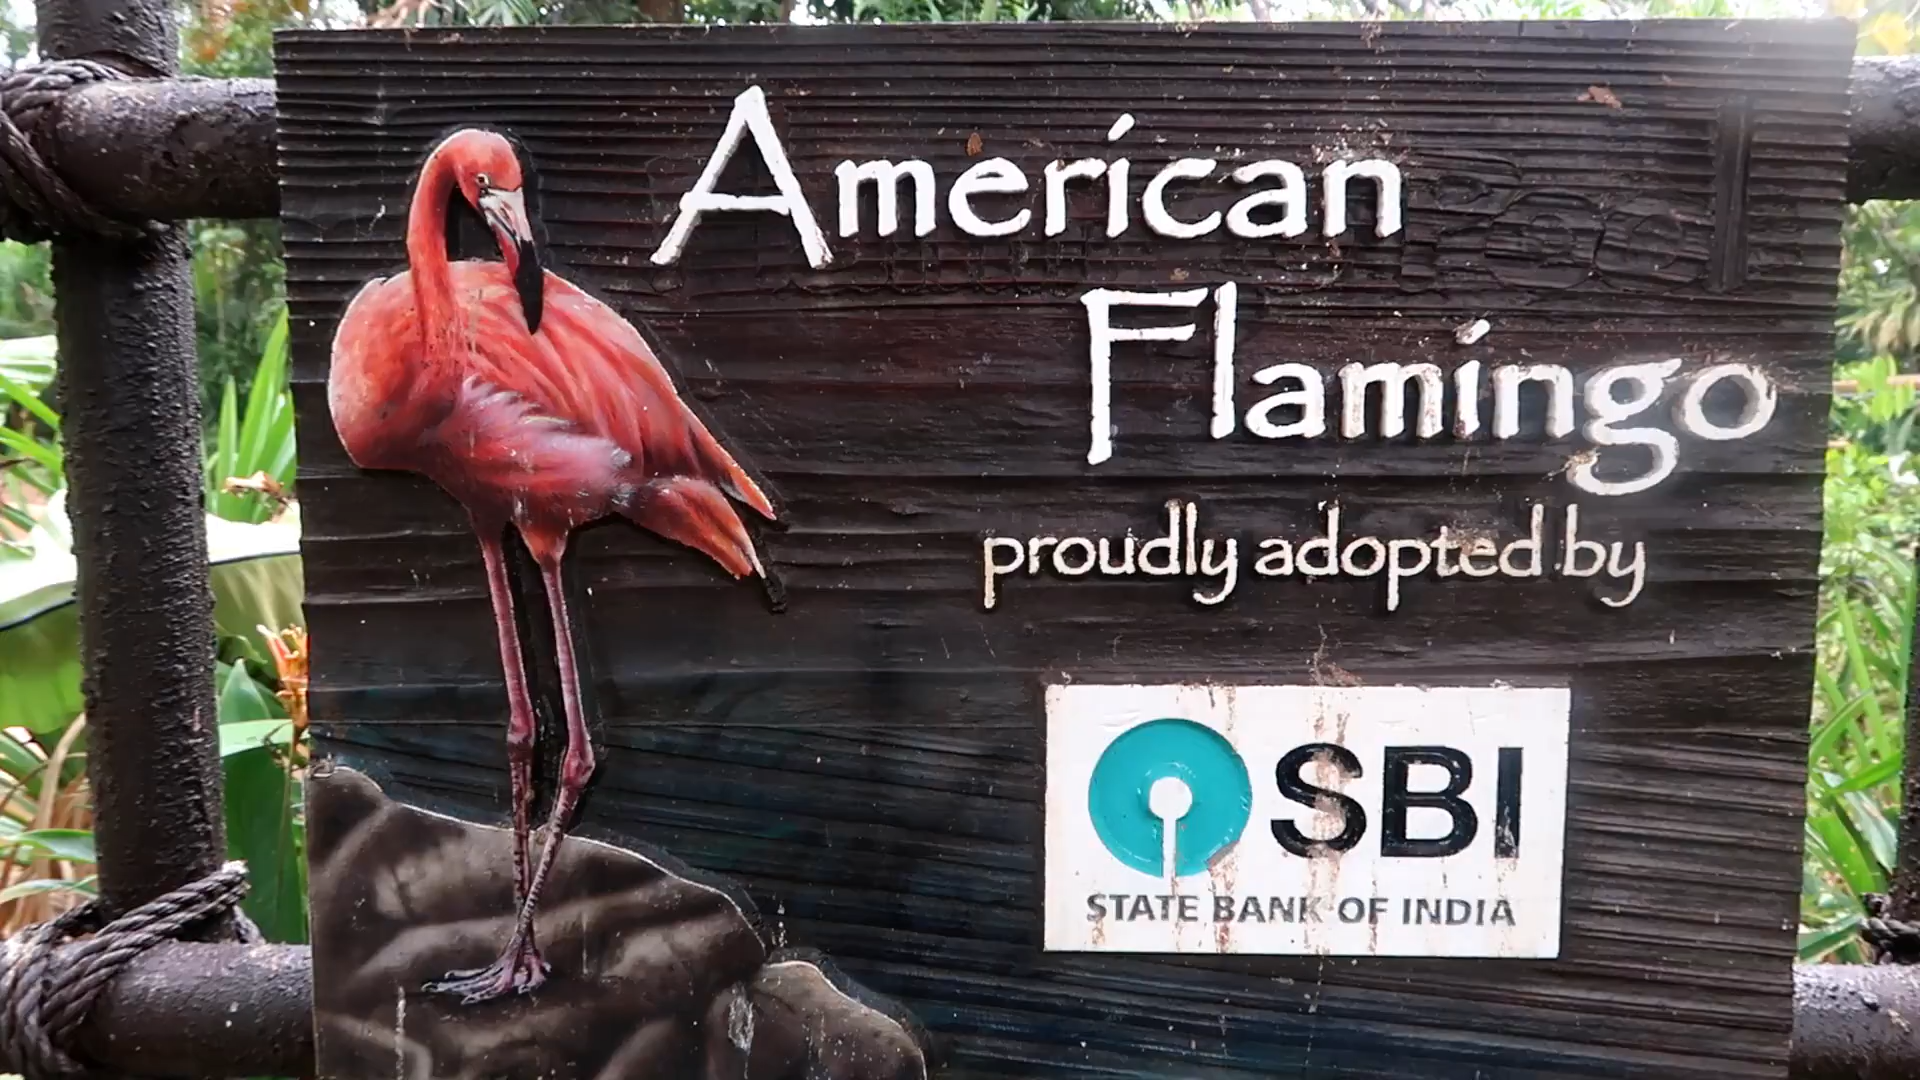 American
Flamingo
proudly adopted by
SBI
STATE BANK OF INDIA